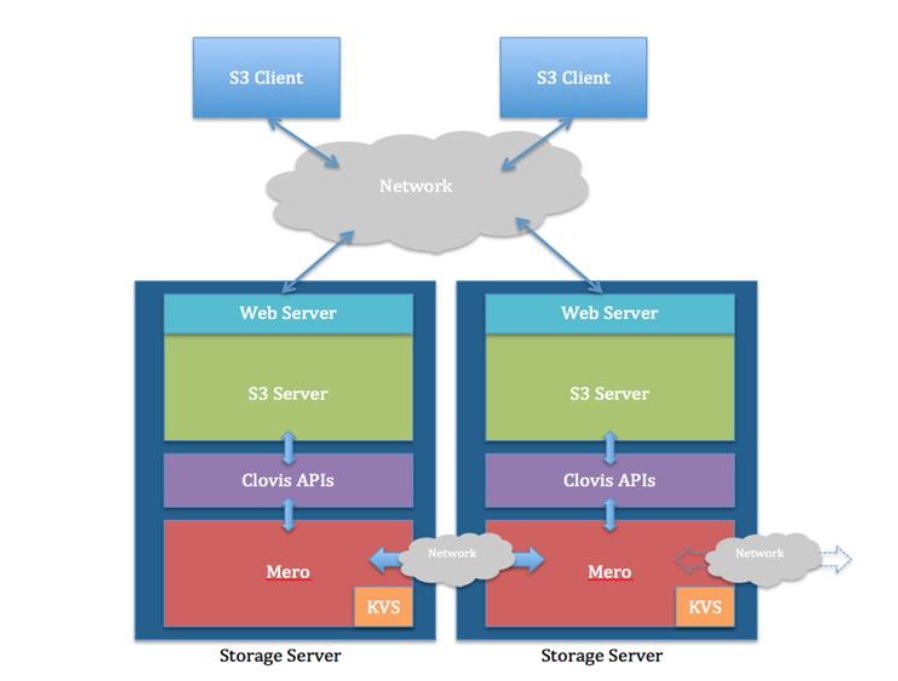 S3 Client
S3 Client
Network
Web Server
Web Server
S3 Server
S3 Server
Clovis APIs
Clovis APIs
Network
Network
Mero
Mero
KVS
KVS
Storage Server
Storage Server